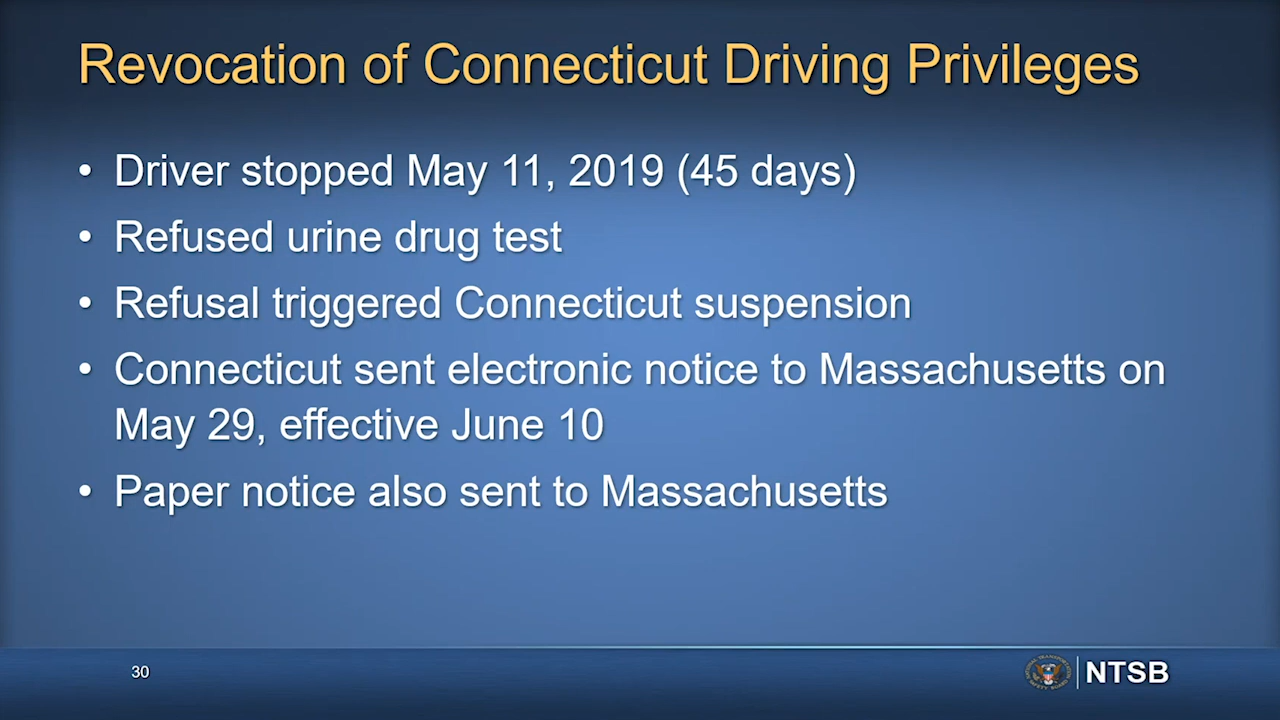 Revocation of Connecticut Driving Privileges
• Driver stopped May 11, 2019 (45 days)
• Refused urine drug test
• Refusal triggered Connecticut suspension
• Connecticut sent electronic notice to Massachusetts on
May 29, effective June 10
• Paper notice also sent to Massachusetts
30
NTSB